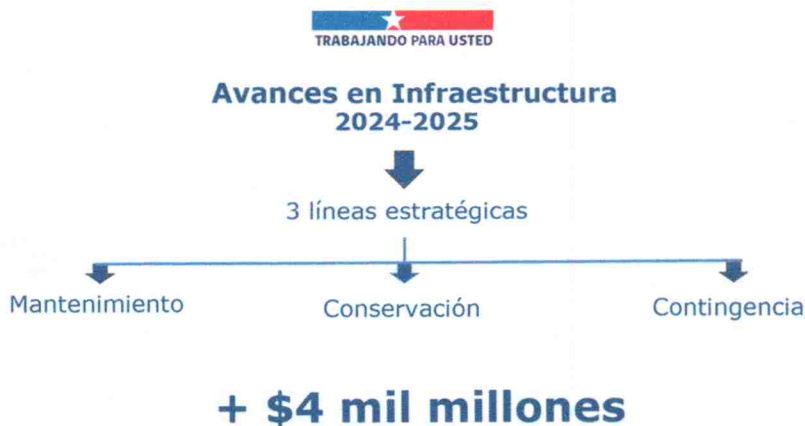 TRABAJANDO PARA USTED
Avances en Infraestructura
2024-2025
3 líneas estratégicas
Mantenimiento
Conservación
Contingencia
+ $4 mil millones